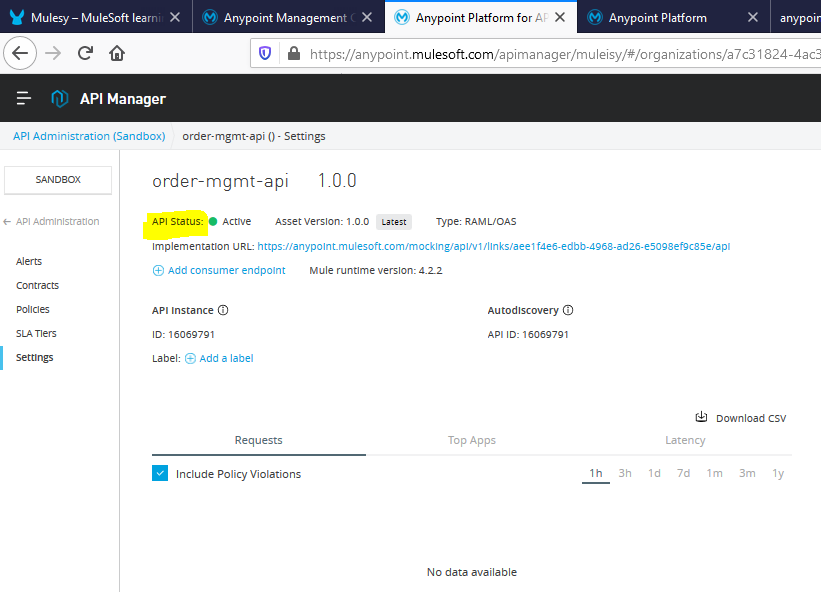 Mulesy – MuleSoft learni
Anypoint Management C
Anypoint Platform for AP
Anypoint Platform
anypoin
https://anypoint.mulesoft.com/apimanager/muleisy/#/organizations/a7c31824-4ac3
API Manager
API Administration (Sandbox)
order-mgmt-api () - Settings
SANDBOX
API Administration
Alerts
Contracts
Policies
SLA Tiers
Settings
order-mgmt-api 1.0.0
API Status: Active Asset Version: 1.0.0 Latest Type: RAML/OAS
Implementation URL: https://anypoint.mulesoft.com/mocking/api/v1/links/aee1f4e6-edbb-4968-ad26-e5098ef9c85e/api
Add consumer endpoint Mule runtime version: 4.2.2
API Instance
ID: 16069791
Label: Add a label
Autodiscovery
API ID: 16069791
Download CSV
Requests Top Apps Latency
Include Policy Violations 1h 3h 1d 7d 1m 3m 1y
No data available